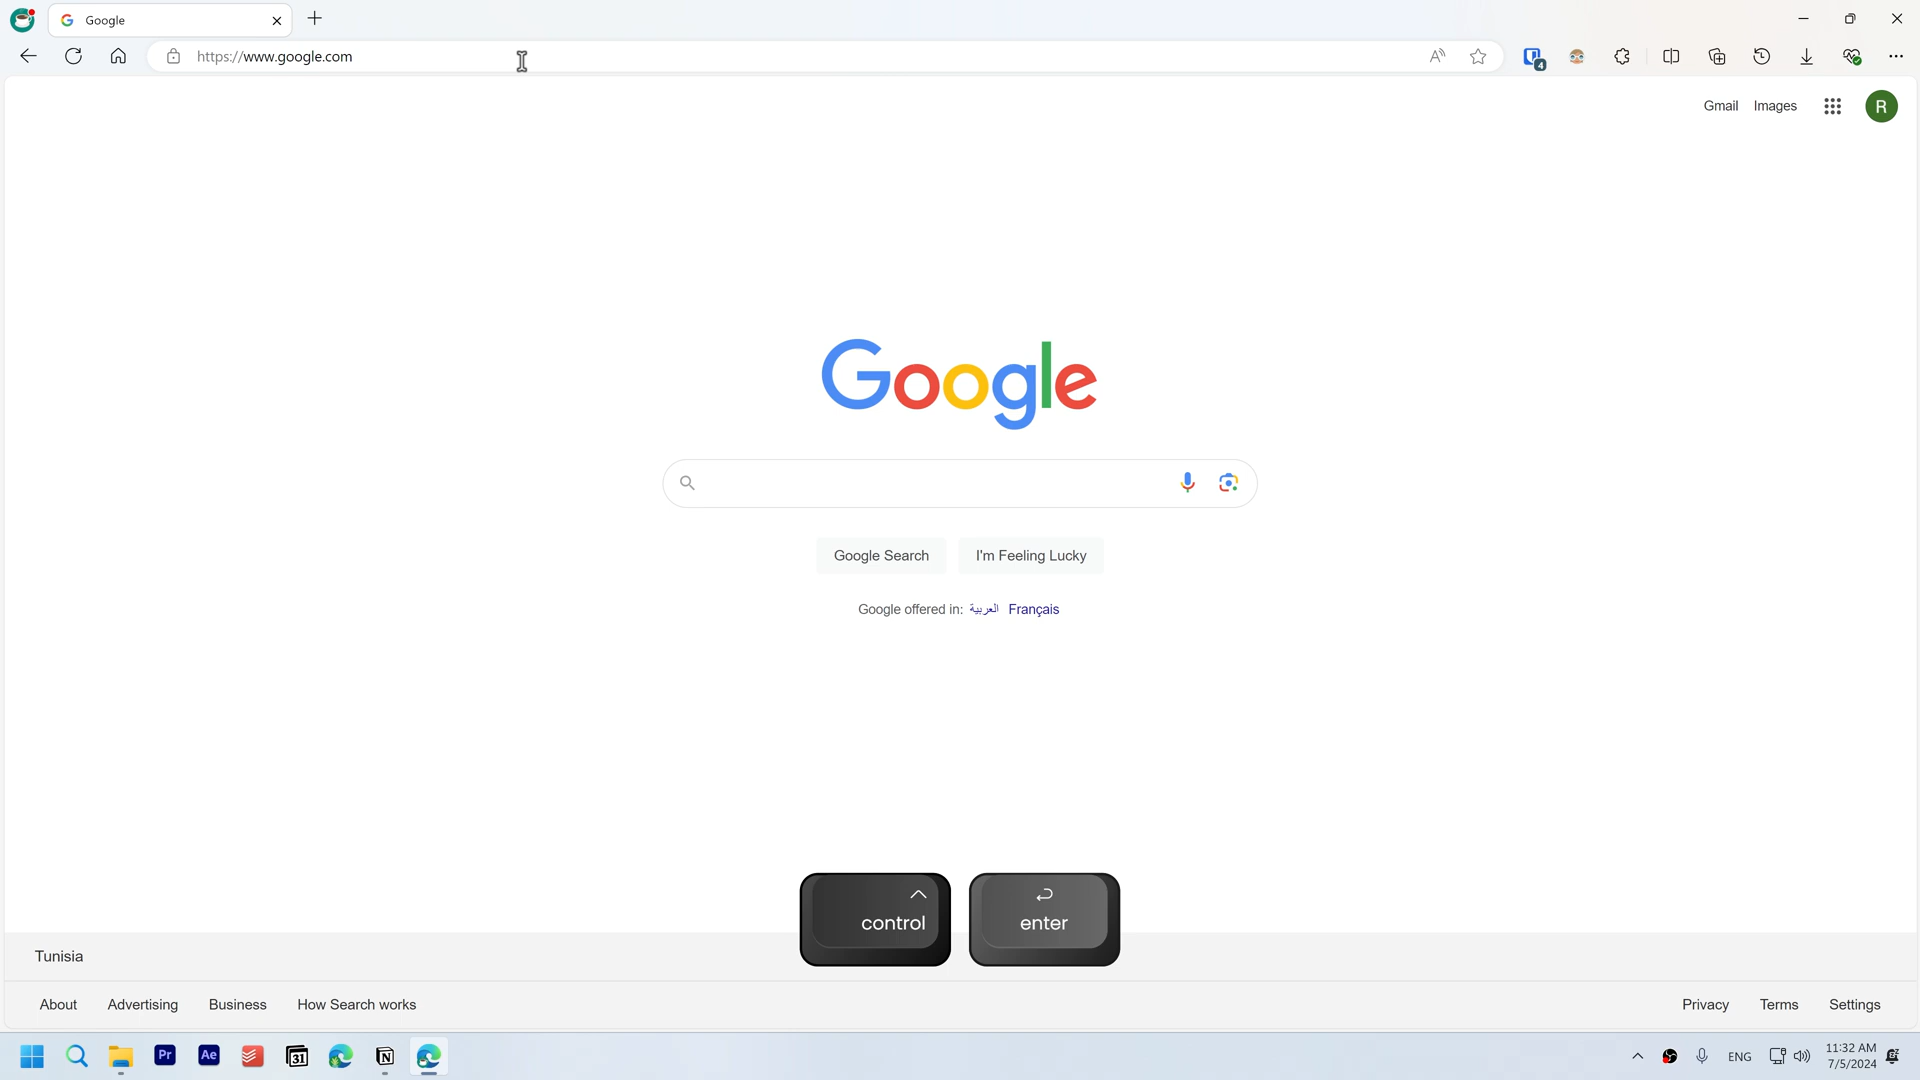 Google
https://www.google.com
4
Gmail Images R
Google
Google Search I'm Feeling Lucky
Google offered in: العربية Français
control enter
Tunisia
About Advertising Business How Search works Privacy Terms Settings
Pr Ae 31 N ENG 11:32 AM
7/5/2024